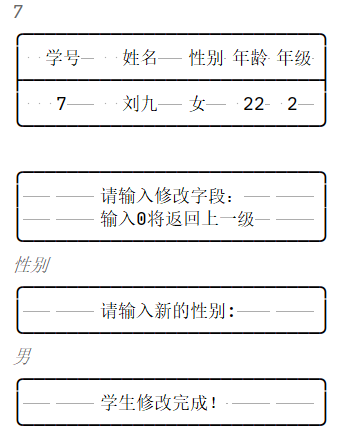 7
学号 姓名 性别 年龄 年级
7 刘九 女 22 2
请输入修改字段：
输入0将返回上一级
性别
请输入新的性别:
男
学生修改完成！